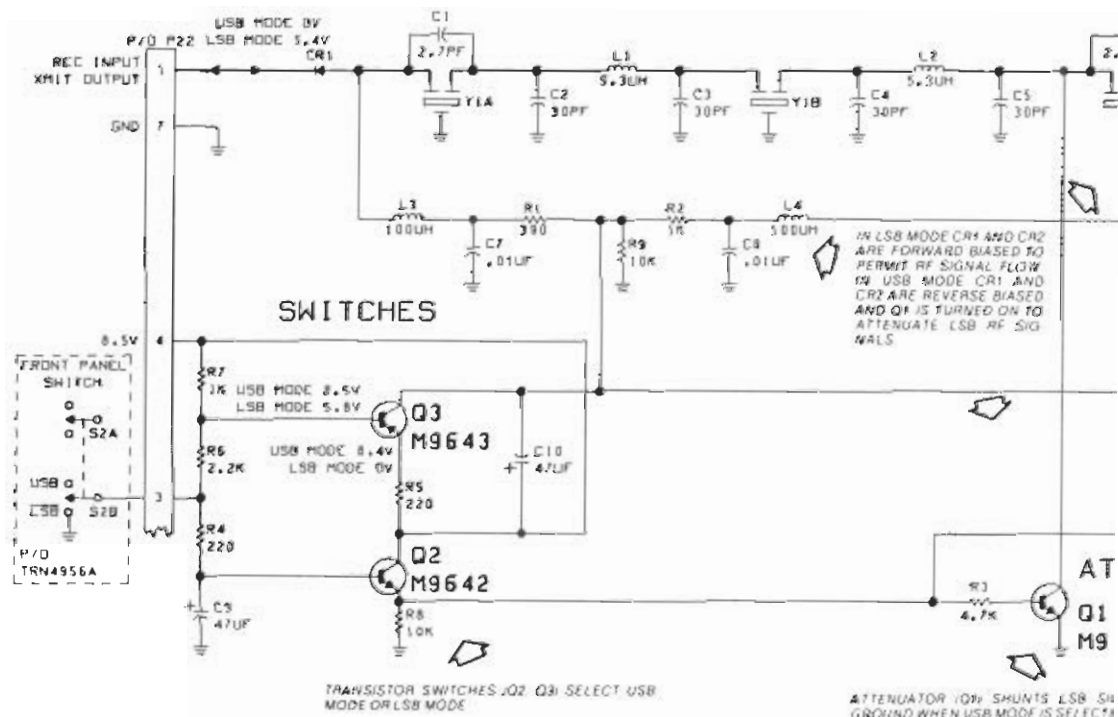 USB MODE 0V
P/O P22 LSB MODE 5.4V
C1
2.7PF
CR1
REC INPUT
XMIT OUTPUT
1
L1
5.3UH
L2
5.3UH
2.
Y1A
C2
30PF
C3
30PF
Y1B
C4
30PF
C5
30PF
GND
7
L3
100UH
R1
390
R2
1K
L4
500UH
C7
.01UF
R9
10K
C8
.01UF
IN LSB MODE CR1 AND CR2
ARE FORWARD BIASED TO
PERMIT RF SIGNAL FLOW
IN USB MODE CR1 AND
CR2 ARE REVERSE BIASED
AND Q1 IS TURNED ON TO
ATTENUATE LSB RF SIG
NALS
SWITCHES
8.5V
4
FRONT PANEL
SWITCH
R7
1K
USB MODE 8.5V
LSB MODE 5.8V
Q3
M9643
S2A
R6
2.2K
USB MODE 8.4V
LSB MODE 0V
C10
47UF
+
R5
220
USB
LSB
S2B
3
R4
220
P/O
TRN4956A
Q2
M9642
AT
R3
4.7K
Q1
M9
+
C9
47UF
R8
10K
TRANSISTOR SWITCHES (Q2, Q3) SELECT USB
MODE OR LSB MODE
ATTENUATOR (Q1) SHUNTS LSB SI
GROUND WHEN USB MODE IS SELECT